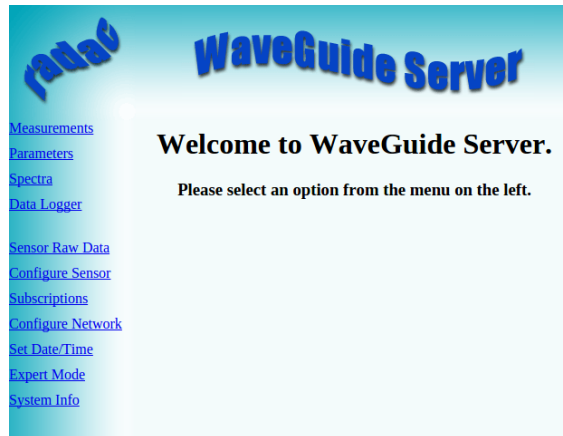 radac
WaveGuide Server
Measurements
Parameters
Spectra
Data Logger
Sensor Raw Data
Configure Sensor
Subscriptions
Configure Network
Set Date/Time
Expert Mode
System Info
Welcome to WaveGuide Server.
Please select an option from the menu on the left.